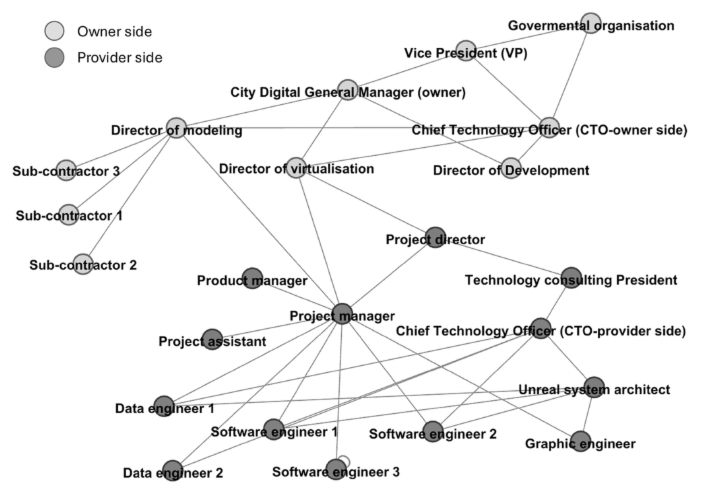 Owner side
Provider side
Govermental organisation
Vice President (VP)
City Digital General Manager (owner)
Director of modeling
Chief Technology Officer (CTO-owner side)
Sub-contractor 3
Director of virtualisation
Director of Development
Sub-contractor 1
Project director
Sub-contractor 2
Product manager
Technology consulting President
Project manager
Chief Technology Officer (CTO-provider side)
Project assistant
Unreal system architect
Data engineer 1
Software engineer 1
Software engineer 2
Graphic engineer
Data engineer 2
Software engineer 3